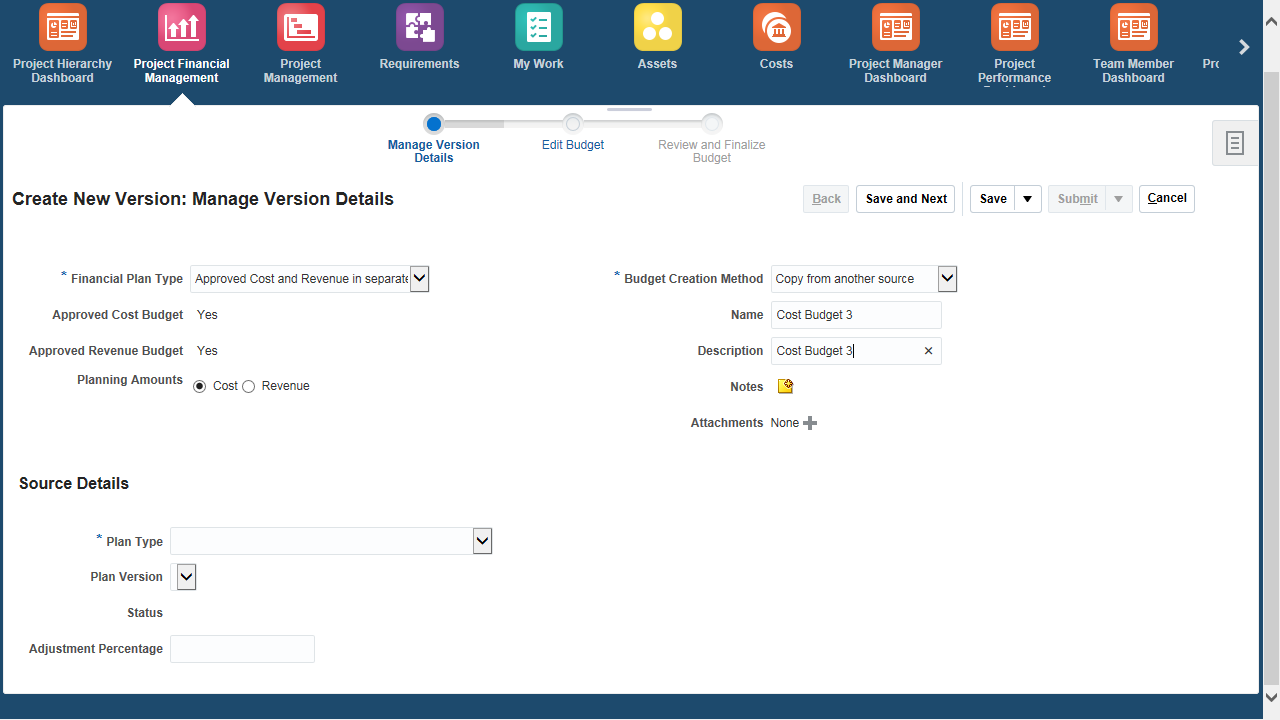 Project Hierarchy
Dashboard
Project Financial
Management
Project
Management
Requirements
My Work
Assets
Costs
Project Manager
Dashboard
Project
Performance
Team Member
Dashboard
Manage Version
Details
Edit Budget
Review and Finalize
Budget
Create New Version: Manage Version Details
Back
Save and Next
Save
Submit
Cancel
* Financial Plan Type Approved Cost and Revenue in separate
Approved Cost Budget Yes
Approved Revenue Budget Yes
Planning Amounts Cost Revenue
* Budget Creation Method Copy from another source
Name Cost Budget 3
Description Cost Budget 3
Notes
Attachments None
Source Details
* Plan Type
Plan Version
Status
Adjustment Percentage